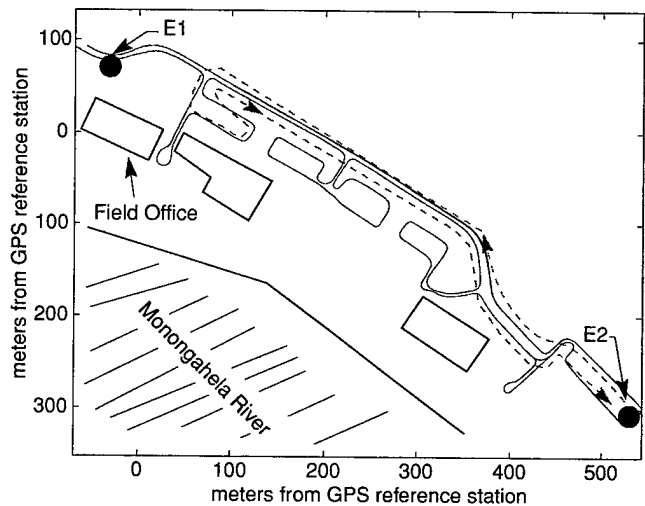 E1
100
0
100
200
300
meters from GPS reference station
Field Office
Monongahela River
E2
0
100
200
300
400
500
meters from GPS reference station